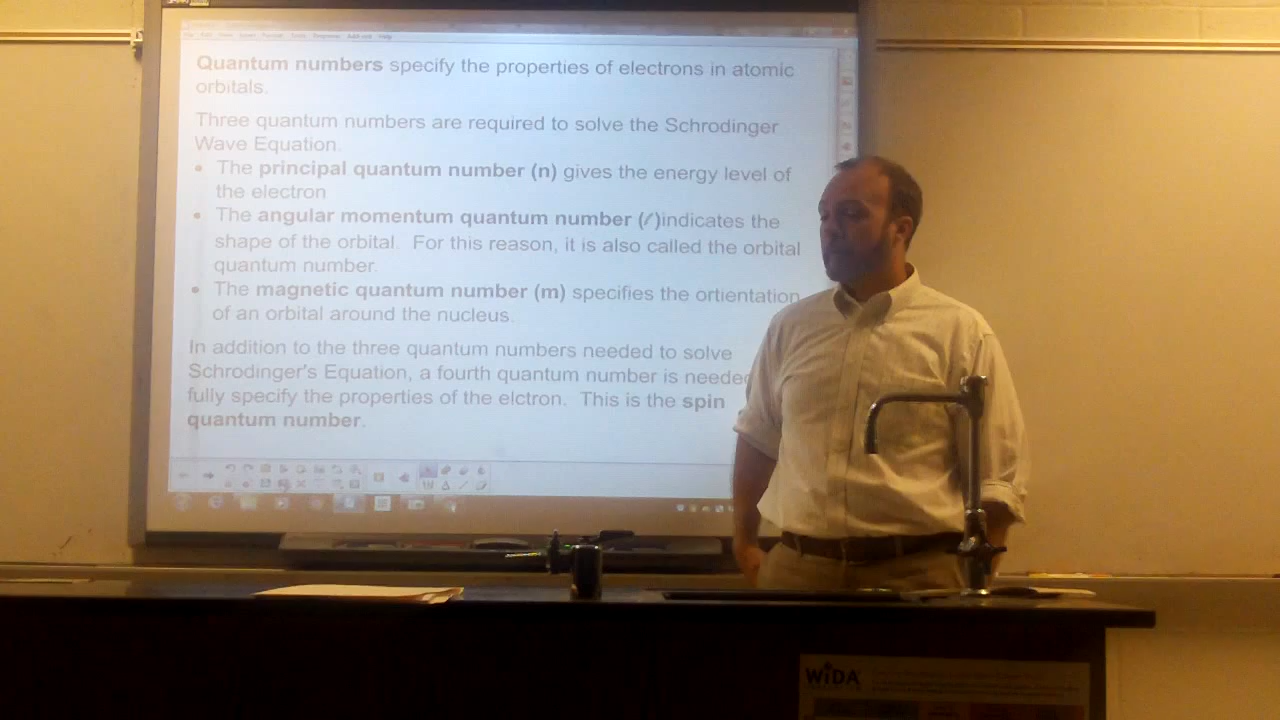 Quantum numbers specify the properties of electrons in atomic
orbitals.
Three quantum numbers are required to solve the Schrodinger
Wave Equation.
• The principal quantum number (n) gives the energy level of
the electron
• The angular momentum quantum number (ℓ)indicates the
shape of the orbital. For this reason, it is also called the orbital
quantum number.
• The magnetic quantum number (m) specifies the ortientation
of an orbital around the nucleus.
In addition to the three quantum numbers needed to solve
Schrodinger's Equation, a fourth quantum number is needed
fully specify the properties of the elctron. This is the spin
quantum number.
WiDA